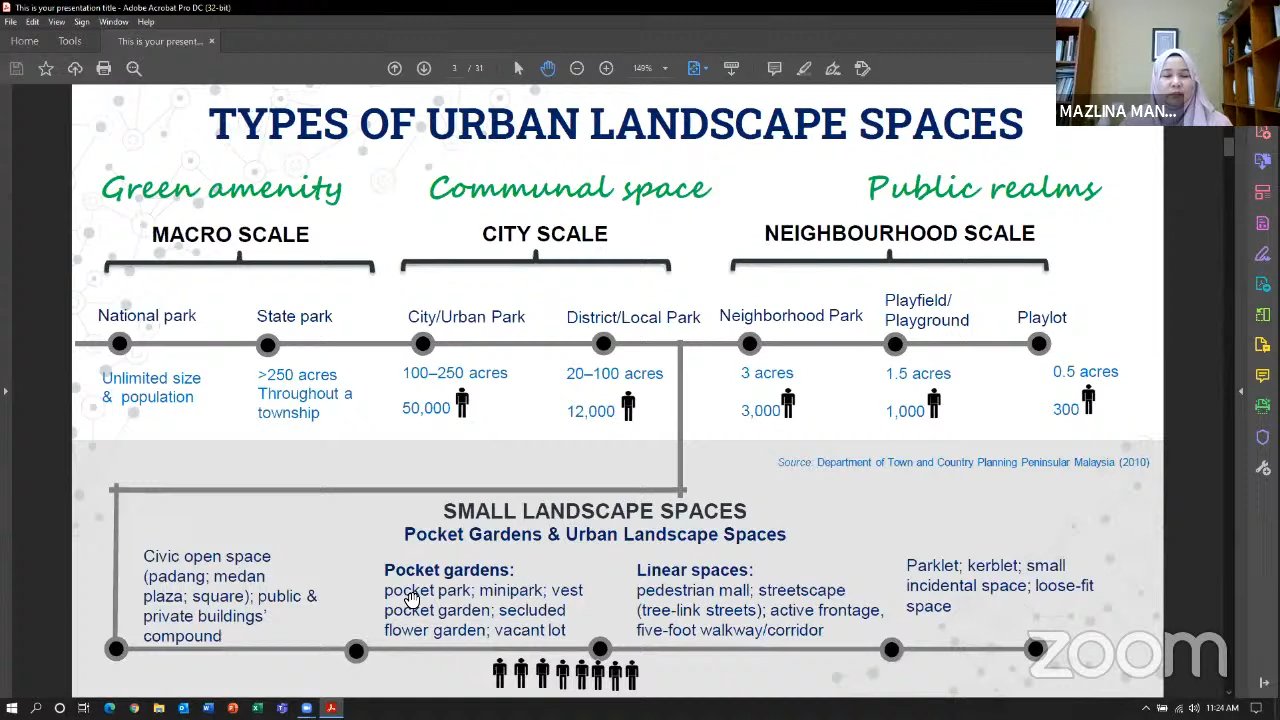 This is your presentation title - Adobe Acrobat Pro DC (32-bit)
File Edit View Sign Window Help
Home Tools This is your present... ×
3 / 31 149%
MAZLINA MAN...
TYPES OF URBAN LANDSCAPE SPACES
Green amenity Communal space Public realms
MACRO SCALE CITY SCALE NEIGHBOURHOOD SCALE
National park State park City/Urban Park District/Local Park Neighborhood Park Playfield/
Playground Playlot
Unlimited size
& population
>250 acres
Throughout a
township
100–250 acres
50,000
20–100 acres
12,000
3 acres
3,000
1.5 acres
1,000
0.5 acres
300
Source: Department of Town and Country Planning Peninsular Malaysia (2010)
SMALL LANDSCAPE SPACES
Pocket Gardens & Urban Landscape Spaces
Civic open space
(padang; medan
plaza; square); public &
private buildings'
compound
Pocket gardens:
pocket park; minipark; vest
pocket garden; secluded
flower garden; vacant lot
Linear spaces:
pedestrian mall; streetscape
(tree-link streets); active frontage,
five-foot walkway/corridor
Parklet; kerblet; small
incidental space; loose-fit
space
zoom
11:24 AM